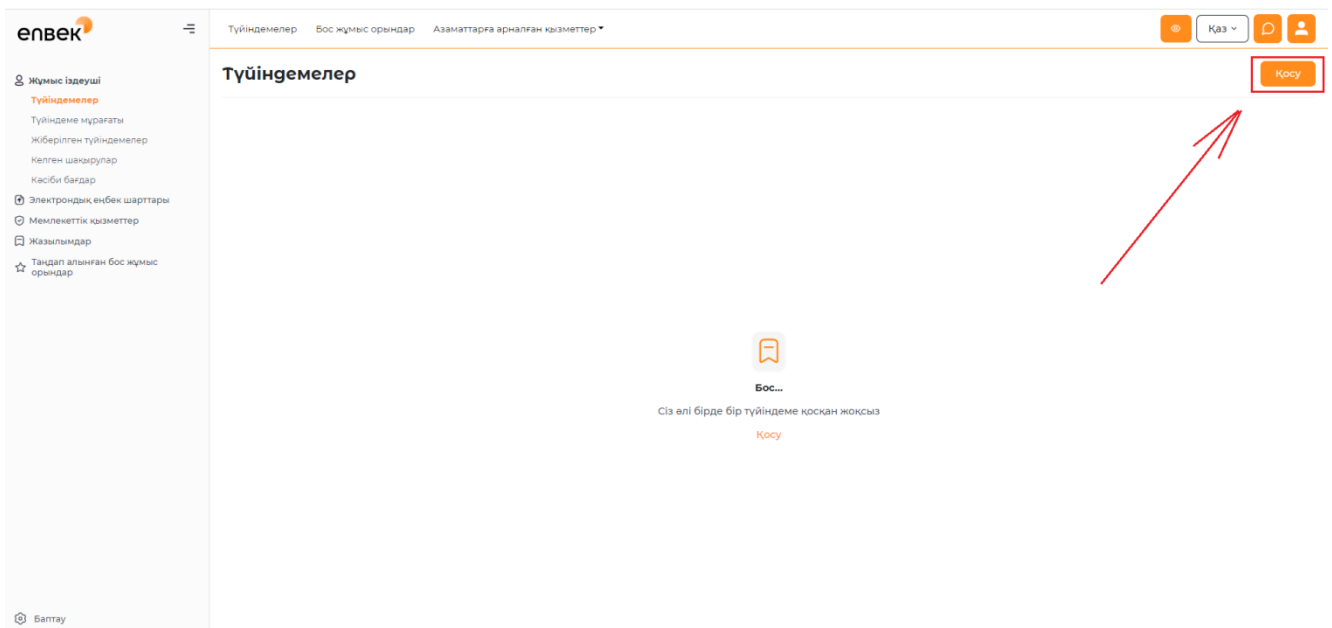 enbek
Түйіндемелер Бос жұмыс орындар Азаматтарға арналған қызметтер
Қаз
Түйіндемелер
Қосу
Жұмыс іздеуші
Түйіндемелер
Түйіндеме мұрағаты
Жіберілген түйіндемелер
Келген шақырулар
Кәсіби бағдар
Электрондық еңбек шарттары
Мемлекеттік қызметтер
Жазылымдар
Таңдап алынған бос жұмыс
орындар
Бос...
Сіз әлі бірде бір түйіндеме қосқан жоқсыз
Қосу
Баптау